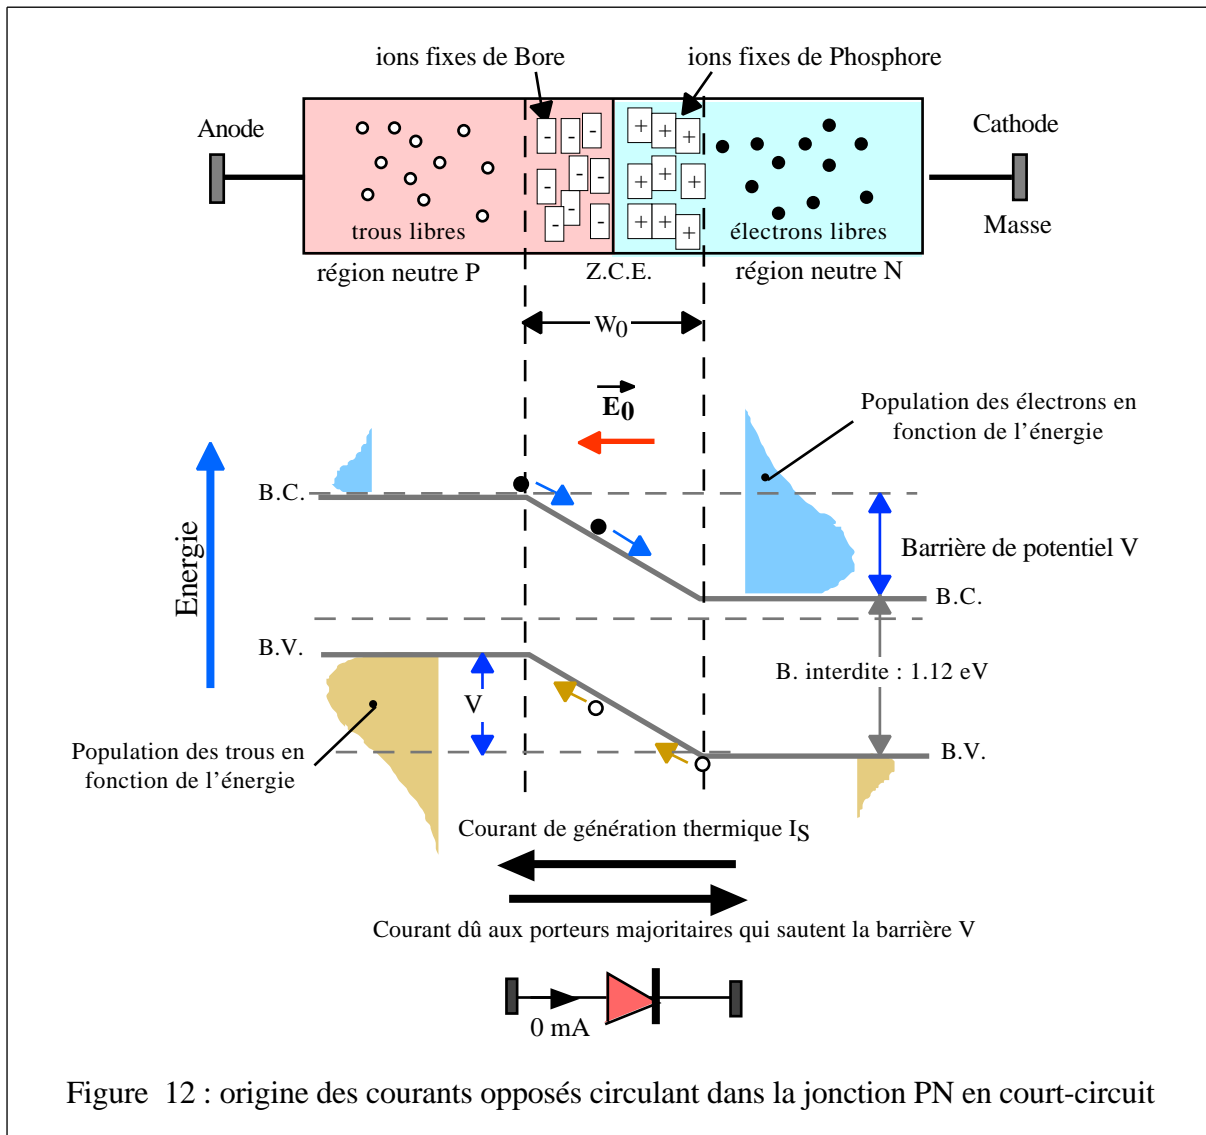 ions fixes de Bore
ions fixes de Phosphore
Anode
Cathode
- - -
+ + +
- - -
+ + +
- - -
+ + +
trous libres
électrons libres
Masse
région neutre P
Z.C.E.
région neutre N
W0
E0
Population des électrons en
fonction de l'énergie
Energie
B.C.
Barrière de potentiel V
B.C.
B.V.
B. interdite : 1.12 eV
V
Population des trous en
fonction de l'énergie
B.V.
Courant de génération thermique IS
Courant dû aux porteurs majoritaires qui sautent la barrière V
0 mA
Figure 12 : origine des courants opposés circulant dans la jonction PN en court-circuit